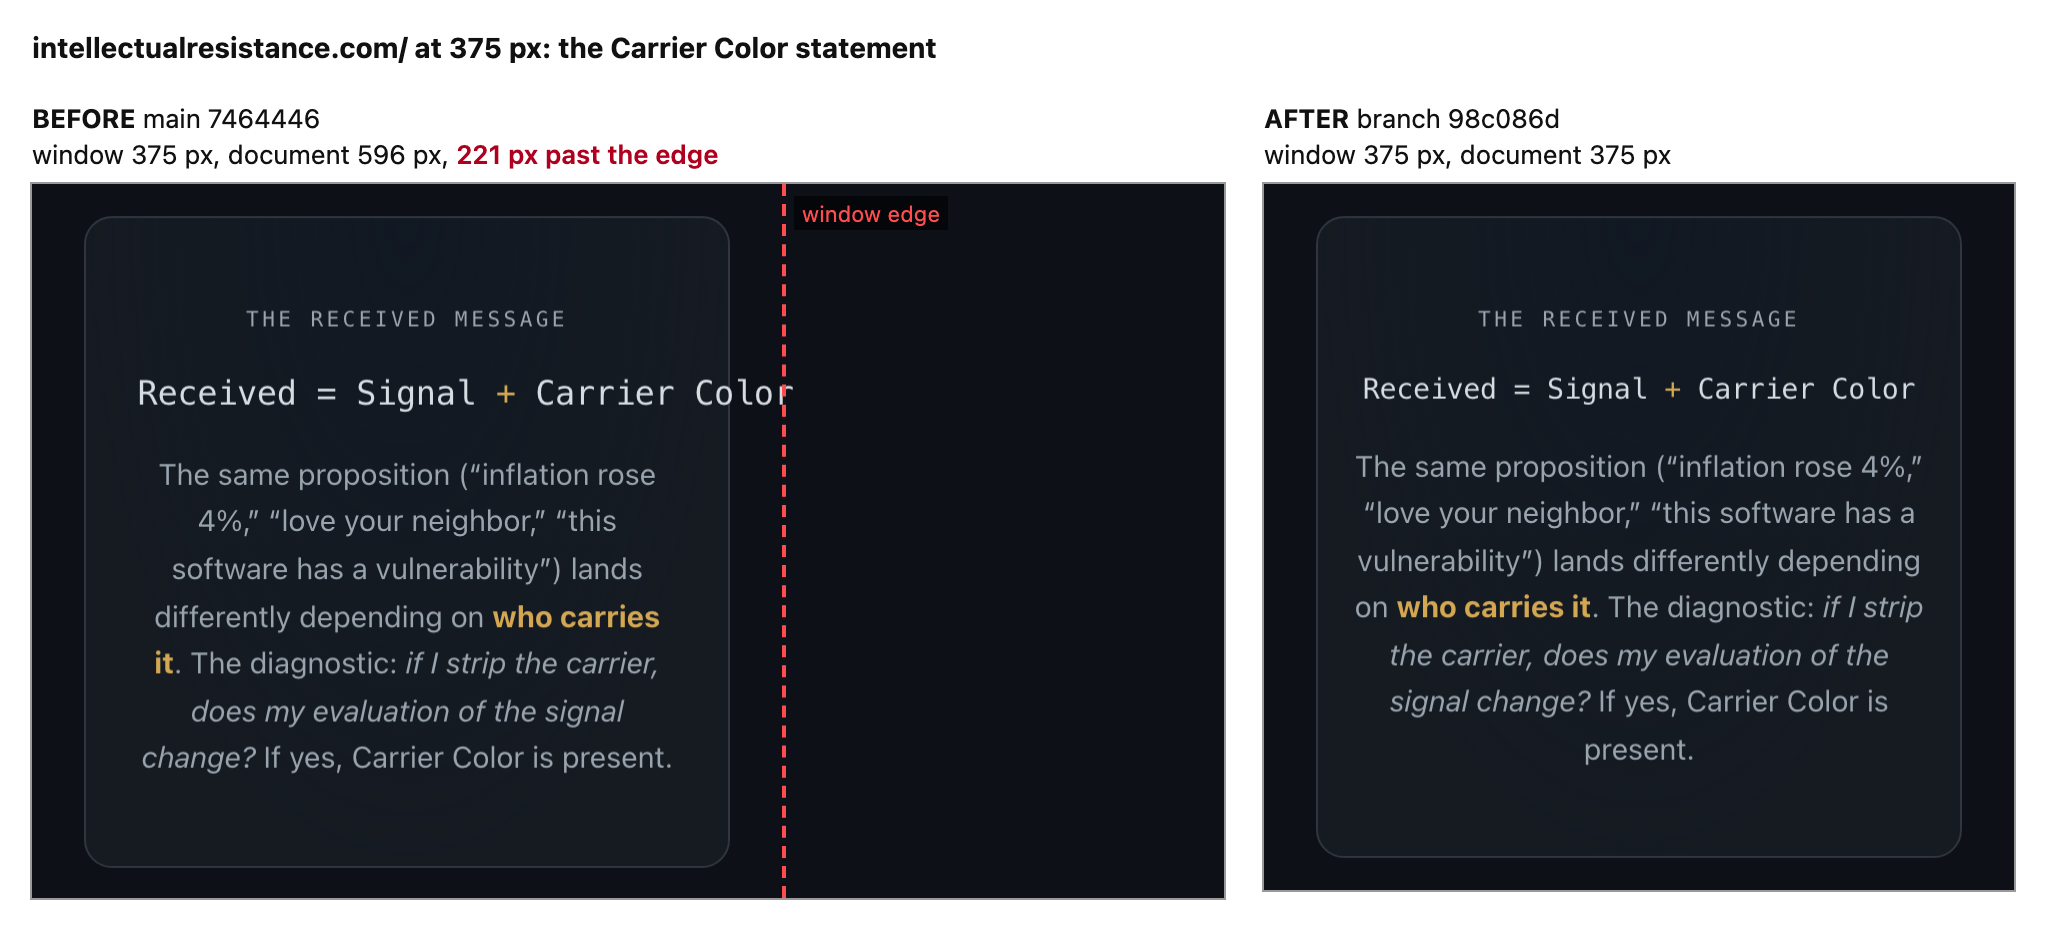 intellectualresistance.com/ at 375 px: the Carrier Color statement
BEFORE main 7464446
window 375 px, document 596 px, 221 px past the edge
window edge
THE RECEIVED MESSAGE
Received = Signal + Carrier Color
The same proposition (“inflation rose
4%,” “love your neighbor,” “this
software has a vulnerability”) lands
differently depending on who carries
it. The diagnostic: if I strip the carrier,
does my evaluation of the signal
change? If yes, Carrier Color is present.
AFTER branch 98c086d
window 375 px, document 375 px
THE RECEIVED MESSAGE
Received = Signal + Carrier Color
The same proposition (“inflation rose 4%,”
“love your neighbor,” “this software has a
vulnerability”) lands differently depending
on who carries it. The diagnostic: if I strip
the carrier, does my evaluation of the
signal change? If yes, Carrier Color is
present.